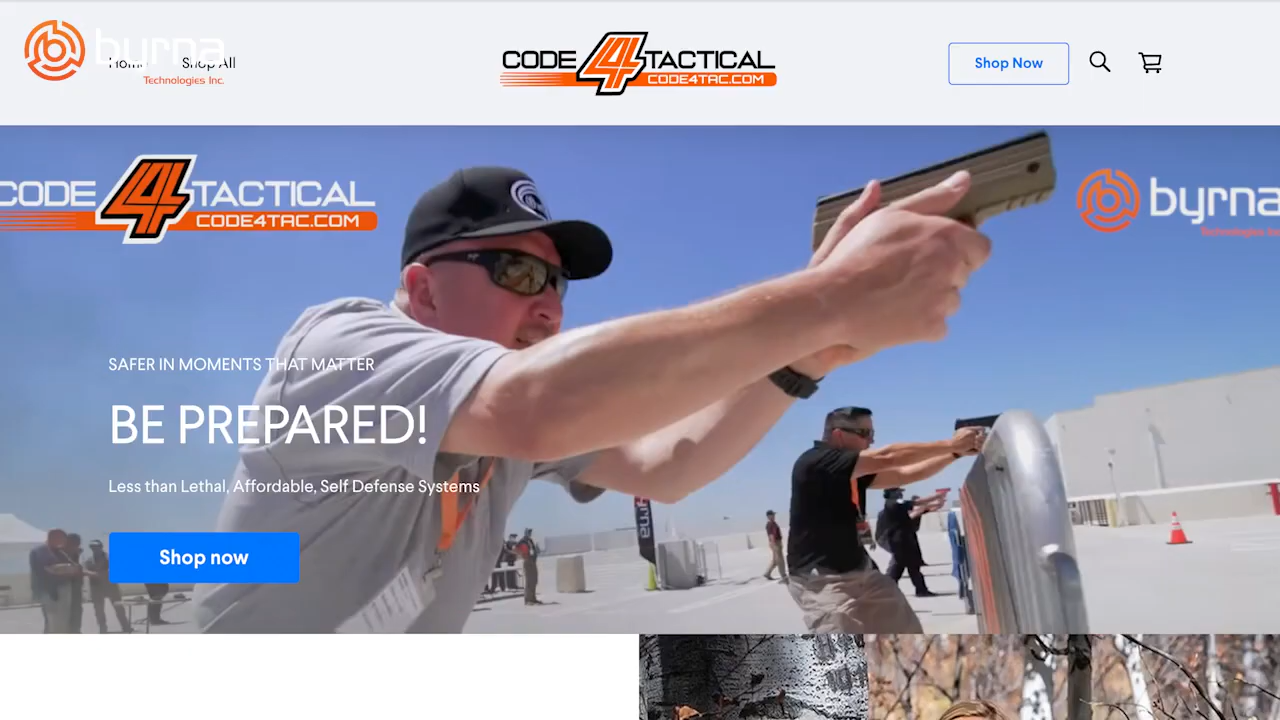 byrna
Technologies Inc.
Home
Shop All
CODE 4 TACTICAL
CODE4TAC.COM
Shop Now
CODE 4 TACTICAL
CODE4TAC.COM
byrna
Technologies Inc
SAFER IN MOMENTS THAT MATTER
BE PREPARED!
Less than Lethal, Affordable, Self Defense Systems
Shop now